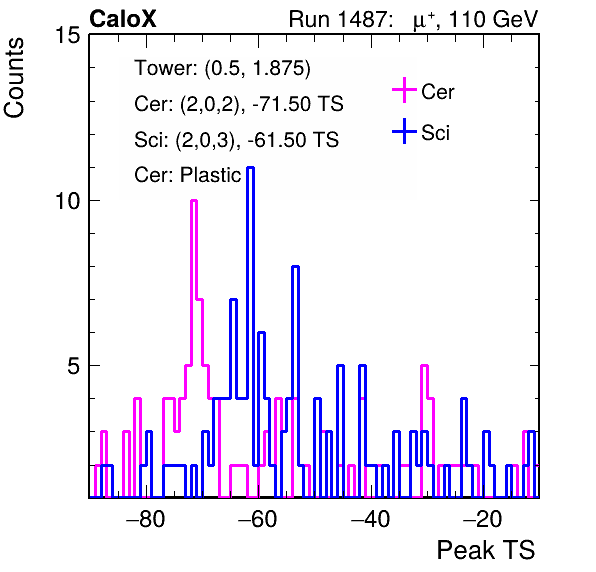 CaloX Run 1487: μ⁺, 110 GeV
Counts
15
10
5
Tower: (0.5, 1.875)
Cer: (2,0,2), -71.50 TS
Sci: (2,0,3), -61.50 TS
Cer: Plastic
Cer
Sci
−80 −60 −40 −20
Peak TS